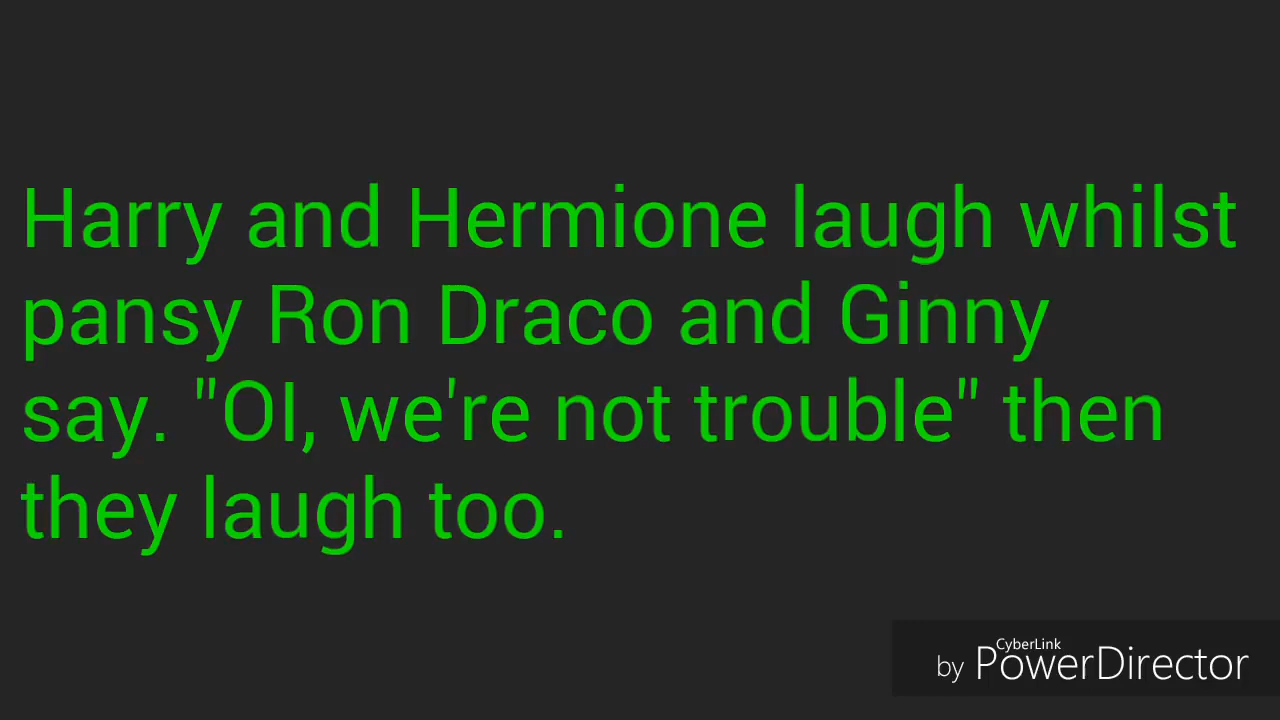 Harry and Hermione laugh whilst
pansy Ron Draco and Ginny
say. "OI, we're not trouble" then
they laugh too.
CyberLink
by PowerDirector